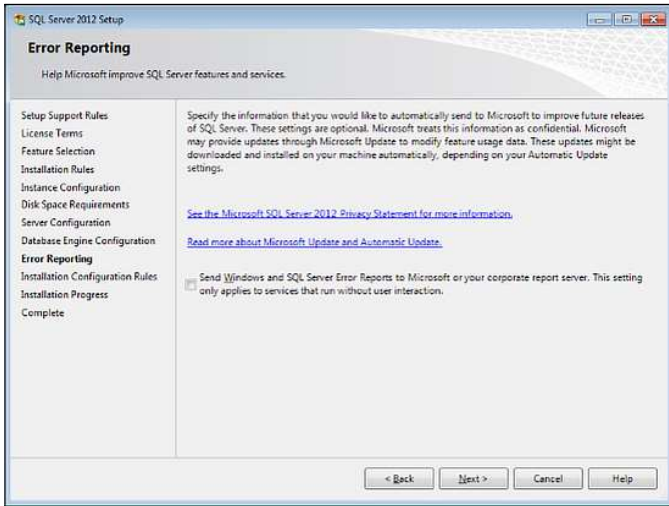 SQL Server 2012 Setup
Error Reporting
Help Microsoft improve SQL Server features and services.
Setup Support Rules
License Terms
Feature Selection
Installation Rules
Instance Configuration
Disk Space Requirements
Server Configuration
Database Engine Configuration
Error Reporting
Installation Configuration Rules
Installation Progress
Complete
Specify the information that you would like to automatically send to Microsoft to improve future releases
of SQL Server. These settings are optional. Microsoft treats this information as confidential. Microsoft
may provide updates through Microsoft Update to modify feature usage data. These updates might be
downloaded and installed on your machine automatically, depending on your Automatic Update
settings.
See the Microsoft SQL Server 2012 Privacy Statement for more information.
Read more about Microsoft Update and Automatic Update.
Send Windows and SQL Server Error Reports to Microsoft or your corporate report server. This setting
only applies to services that run without user interaction.
< Back
Next >
Cancel
Help